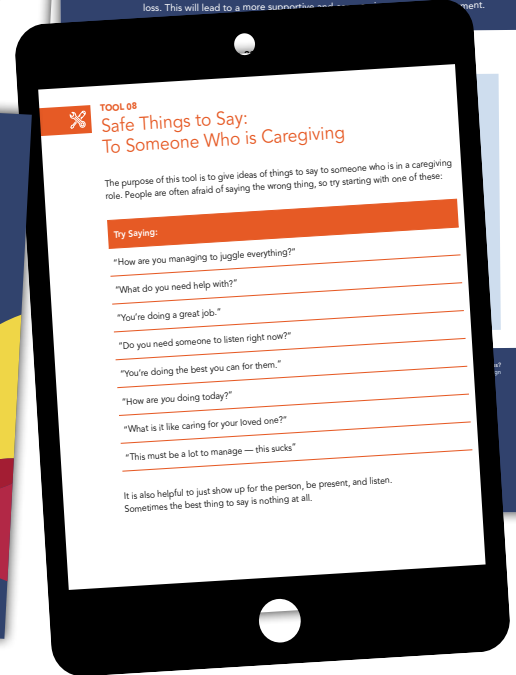 loss. This will lead to a more supportive and
ment.
TOOL 08
Safe Things to Say:
To Someone Who is Caregiving
The purpose of this tool is to give ideas of things to say to someone who is in a caregiving
role. People are often afraid of saying the wrong thing, so try starting with one of these:
Try Saying:
“How are you managing to juggle everything?”
“What do you need help with?”
“You’re doing a great job.”
“Do you need someone to listen right now?”
“You’re doing the best you can for them.”
“How are you doing today?”
“What is it like caring for your loved one?”
“This must be a lot to manage — this sucks”
It is also helpful to just show up for the person, be present, and listen.
Sometimes the best thing to say is nothing at all.